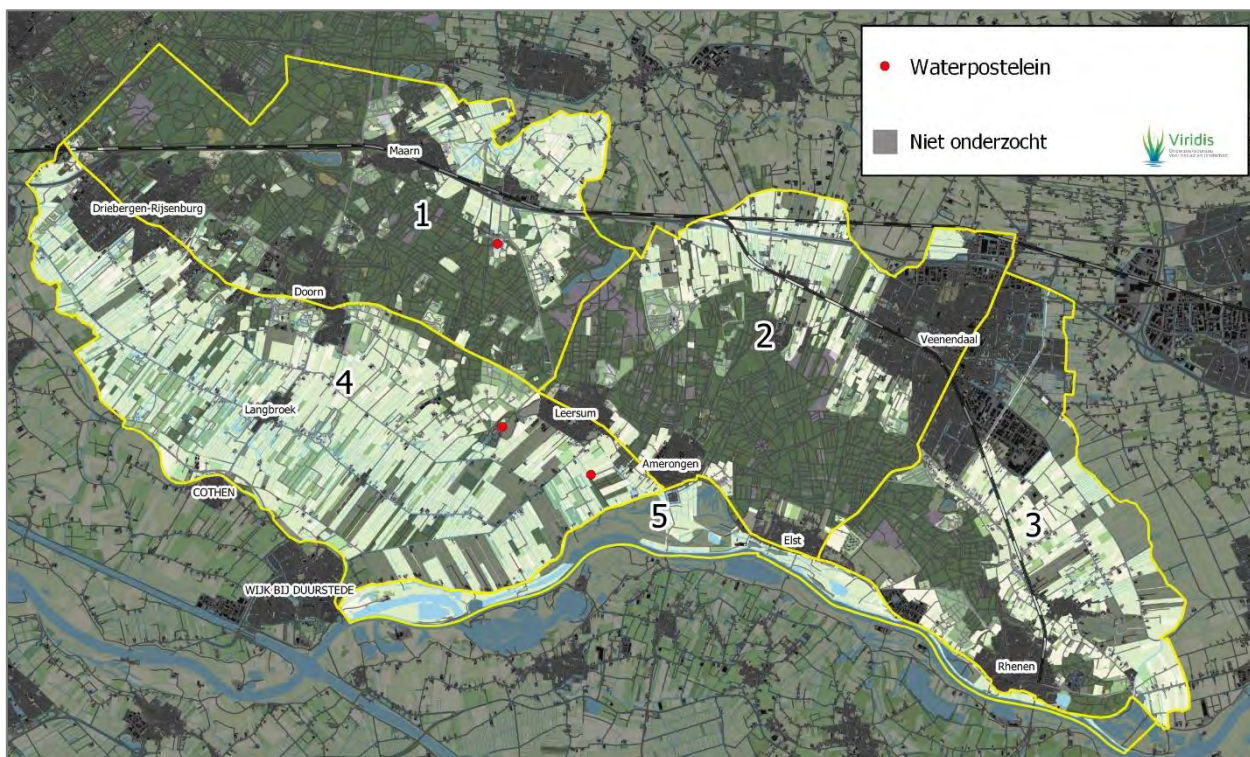 Waterpostelein
Niet onderzocht
Viridis
Maarn
Driebergen-Rijsenburg
1
Doorn
2
Veenendaal
4
Langbroek
Leersum
Amerongen
COTHEN
5
Elst
3
WIJK BIJ DUURSTEDE
Rhenen